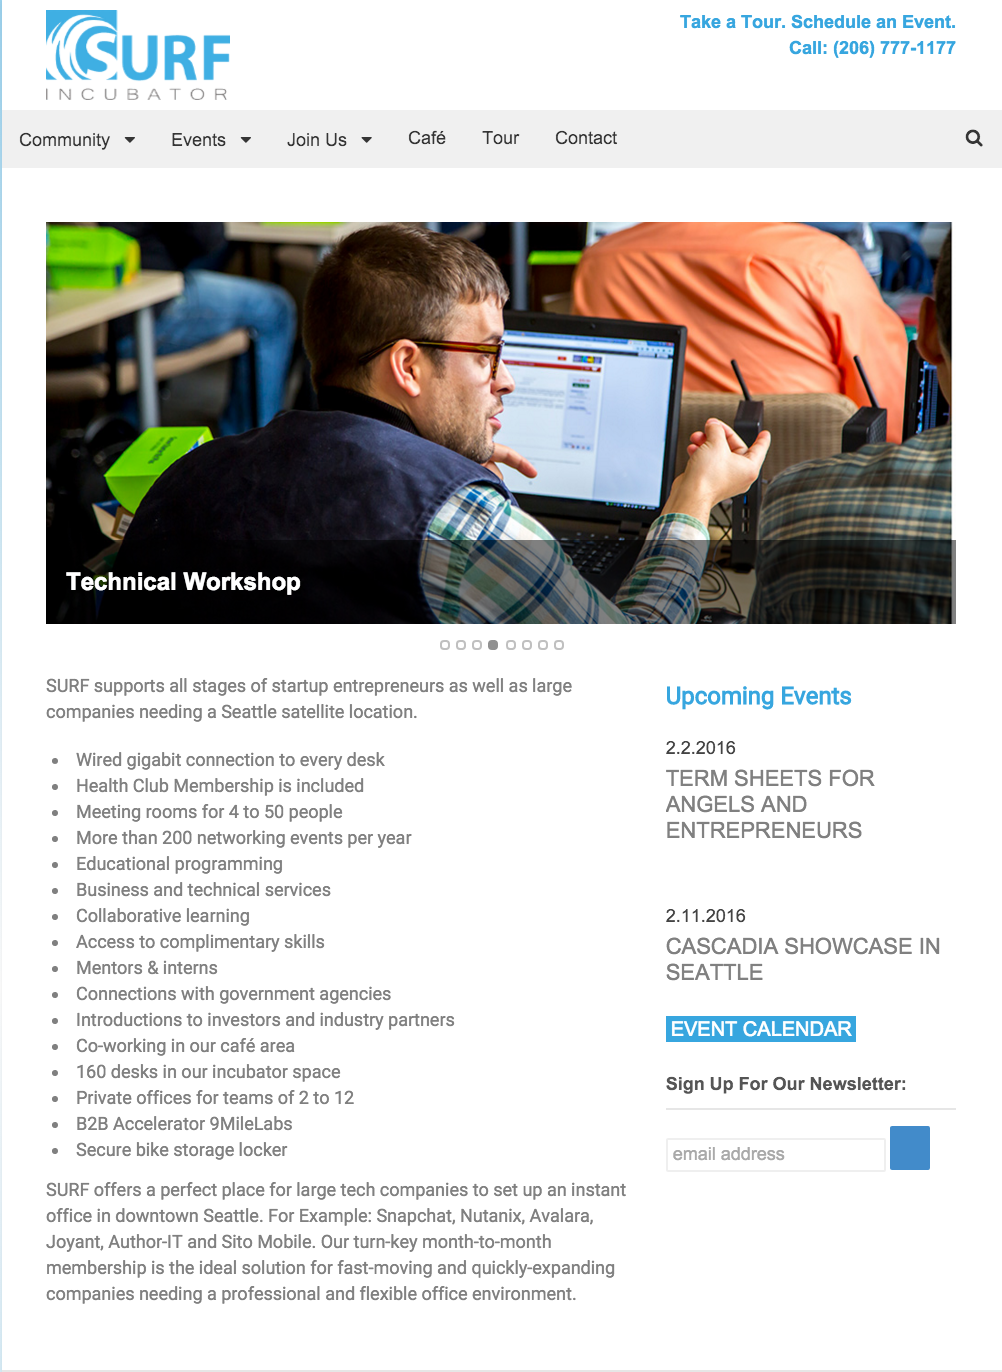 SURF
INCUBATOR
Take a Tour. Schedule an Event.
Call: (206) 777-1177
Community
Events
Join Us
Café
Tour
Contact
Technical Workshop
SURF supports all stages of startup entrepreneurs as well as large
companies needing a Seattle satellite location.
Wired gigabit connection to every desk
Health Club Membership is included
Meeting rooms for 4 to 50 people
More than 200 networking events per year
Educational programming
Business and technical services
Collaborative learning
Access to complimentary skills
Mentors & interns
Connections with government agencies
Introductions to investors and industry partners
Co-working in our café area
160 desks in our incubator space
Private offices for teams of 2 to 12
B2B Accelerator 9MileLabs
Secure bike storage locker
SURF offers a perfect place for large tech companies to set up an instant
office in downtown Seattle. For Example: Snapchat, Nutanix, Avalara,
Joyant, Author-IT and Sito Mobile. Our turn-key month-to-month
membership is the ideal solution for fast-moving and quickly-expanding
companies needing a professional and flexible office environment.
Upcoming Events
2.2.2016
TERM SHEETS FOR
ANGELS AND
ENTREPRENEURS
2.11.2016
CASCADIA SHOWCASE IN
SEATTLE
EVENT CALENDAR
Sign Up For Our Newsletter:
email address